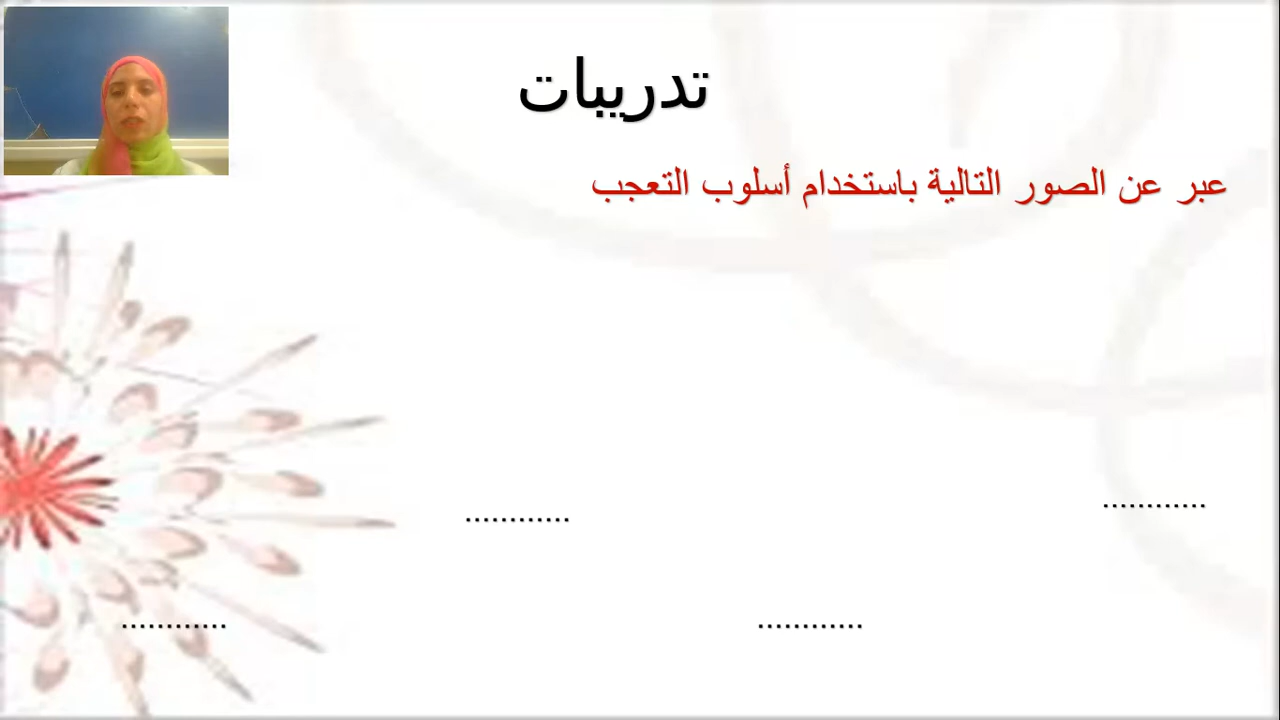 تدريبات
عبر عن الصور التالية باستخدام أسلوب التعجب
............
............
............
............